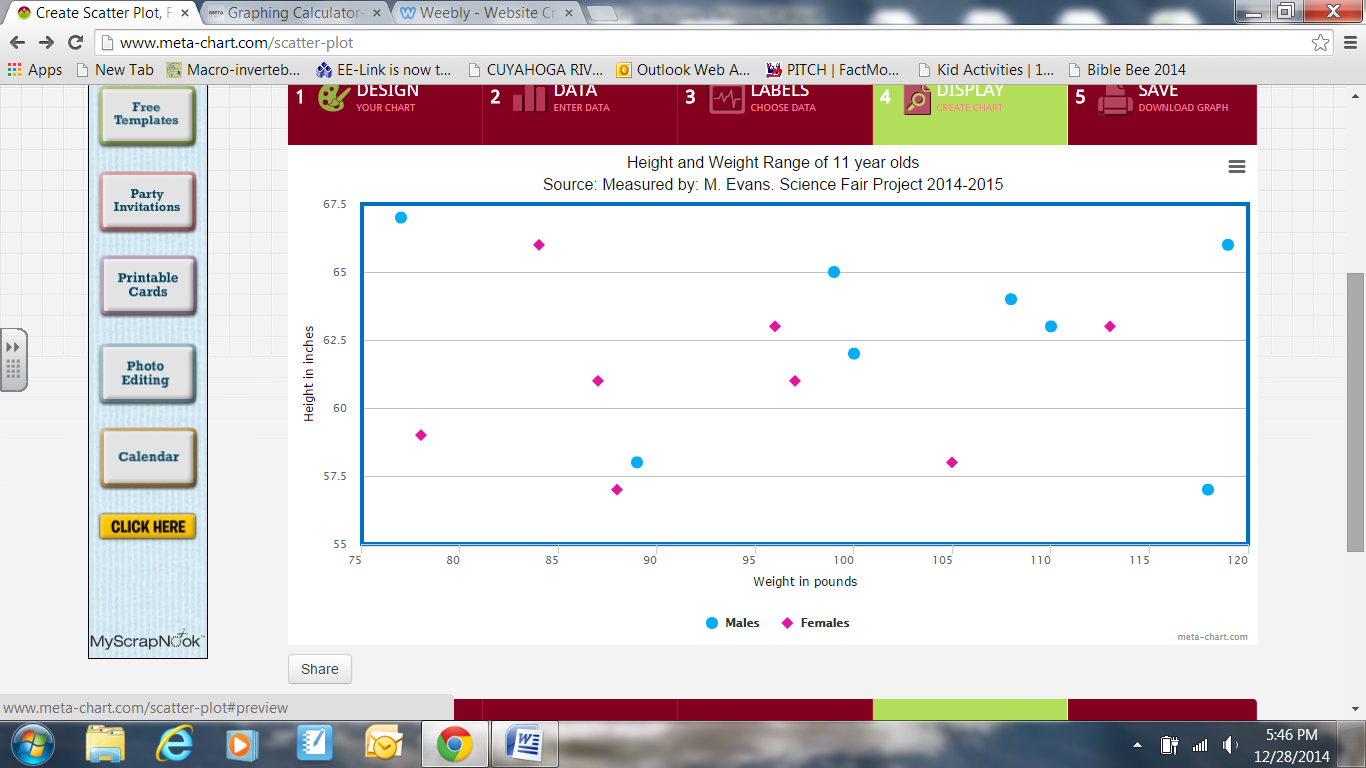 Create Scatter Plot, F
Graphing Calculator-
Weebly - Website Cr
www.meta-chart.com/scatter-plot
Apps
New Tab
Macro-inverteb...
EE-Link is now t...
CUYAHOGA RIV...
Outlook Web A...
PITCH | FactMo...
Kid Activities | 1...
Bible Bee 2014
1 DESIGN
YOUR CHART
2 DATA
ENTER DATA
3 LABELS
CHOOSE DATA
4 DISPLAY
CREATE CHART
5 SAVE
DOWNLOAD GRAPH
Free
Templates
Party
Invitations
Printable
Cards
Photo
Editing
Calendar
CLICK HERE
MyScrapNook
Height and Weight Range of 11 year olds
Source: Measured by: M. Evans. Science Fair Project 2014-2015
Height in inches
67.5
65
62.5
60
57.5
55
75 80 85 90 95 100 105 110 115 120
Weight in pounds
Males Females
meta-chart.com
Share
www.meta-chart.com/scatter-plot#preview
5:46 PM
12/28/2014